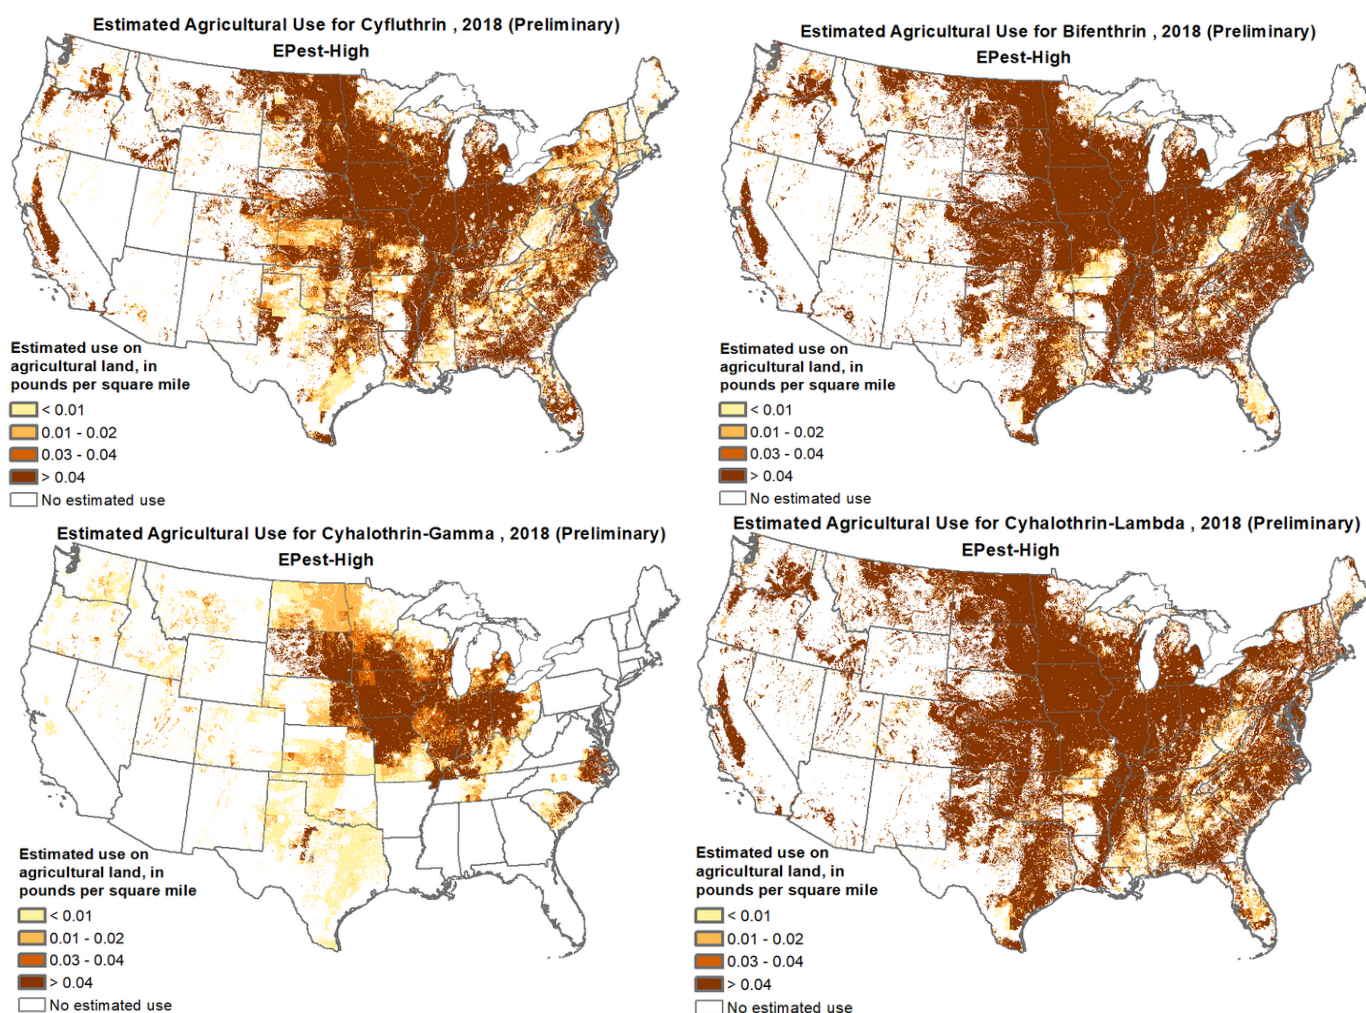 Estimated Agricultural Use for Cyfluthrin , 2018 (Preliminary)
EPest-High
Estimated use on
agricultural land, in
pounds per square mile
< 0.01
0.01 - 0.02
0.03 - 0.04
> 0.04
No estimated use
Estimated Agricultural Use for Bifenthrin , 2018 (Preliminary)
EPest-High
Estimated use on
agricultural land, in
pounds per square mile
< 0.01
0.01 - 0.02
0.03 - 0.04
> 0.04
No estimated use
Estimated Agricultural Use for Cyhalothrin-Gamma , 2018 (Preliminary)
EPest-High
Estimated use on
agricultural land, in
pounds per square mile
< 0.01
0.01 - 0.02
0.03 - 0.04
> 0.04
No estimated use
Estimated Agricultural Use for Cyhalothrin-Lambda , 2018 (Preliminary)
EPest-High
Estimated use on
agricultural land, in
pounds per square mile
< 0.01
0.01 - 0.02
0.03 - 0.04
> 0.04
No estimated use